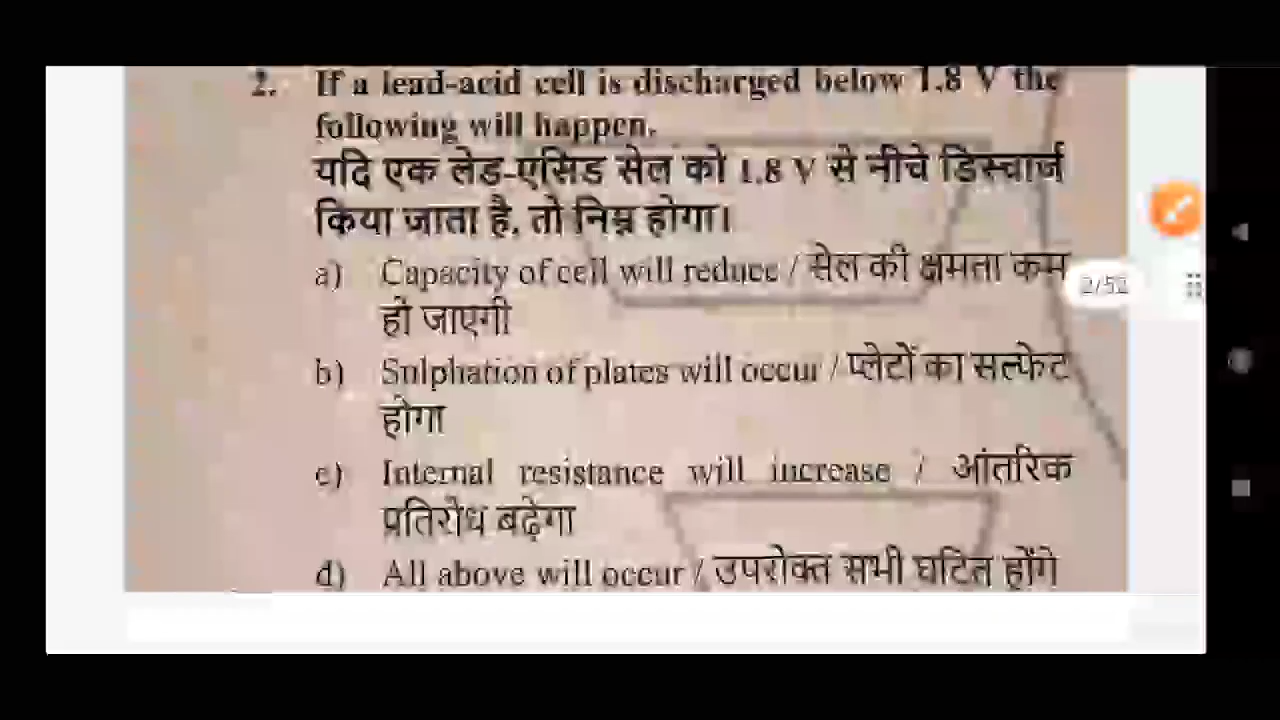 2. If a lead-acid cell is discharged below 1.8 V the
following will happen.
यदि एक लेड-एसिड सेल को 1.8 V से नीचे डिस्चार्ज
किया जाता है, तो निम्न होगा।
a) Capacity of cell will reduce / सेल की क्षमता कम
हो जाएगी
2/52
b) Sulphation of plates will occur / प्लेटों का सल्फेट
होगा
c) Internal resistance will increase / आंतरिक
प्रतिरोध बढ़ेगा
d) All above will occur / उपरोक्त सभी घटित होंगे